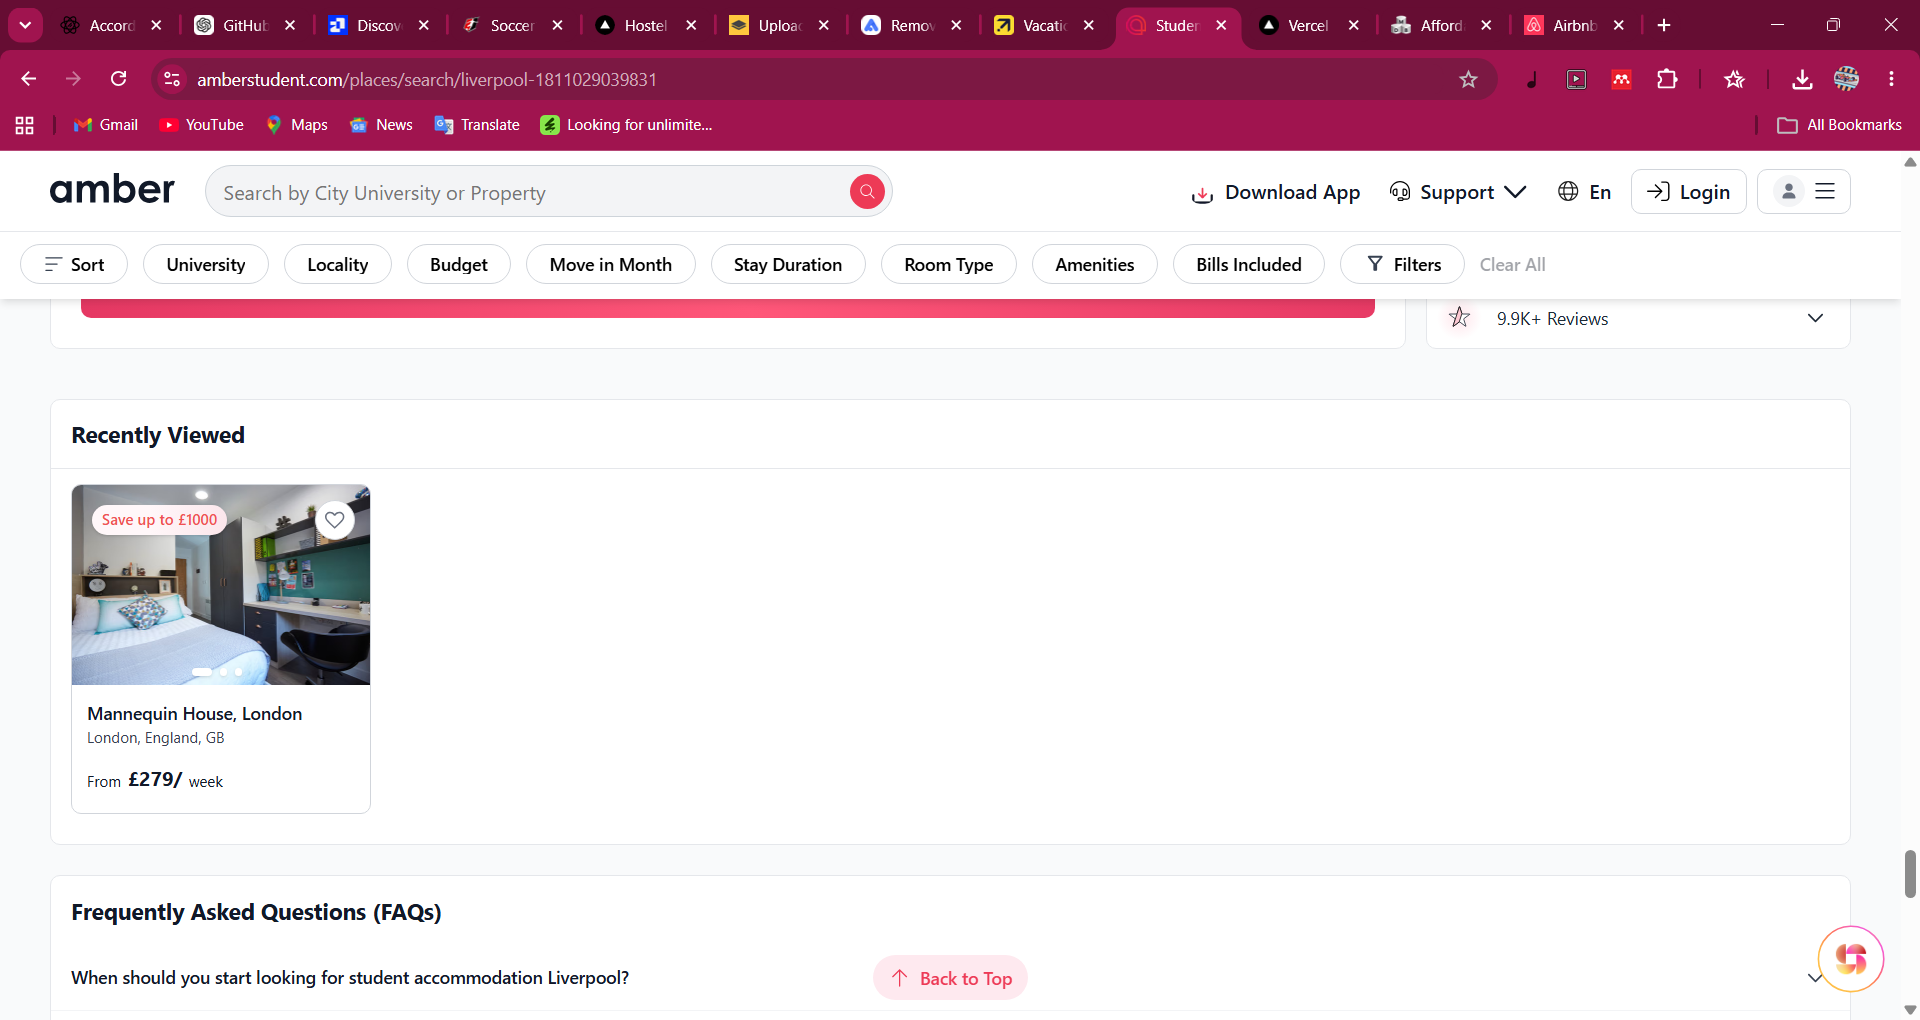 Accord
GitHub
Discov
Soccer
Hostel
Upload
Remov
Vacatio
Studen
Vercel
Afford
Airbnb
amberstudent.com/places/search/liverpool-1811029039831
Gmail
YouTube
Maps
News
Translate
Looking for unlimite...
All Bookmarks
amber
Search by City University or Property
Download App
Support
En
Login
Sort
University
Locality
Budget
Move in Month
Stay Duration
Room Type
Amenities
Bills Included
Filters
Clear All
9.9K+ Reviews
Recently Viewed
Save up to £1000
Mannequin House, London
London, England, GB
From £279/ week
Frequently Asked Questions (FAQs)
When should you start looking for student accommodation Liverpool?
Back to Top